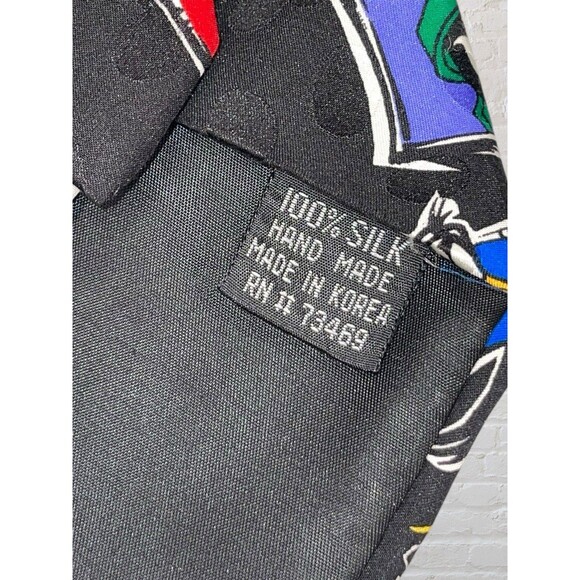 100% SILK
HAND MADE
MADE IN KOREA
RN # 73469